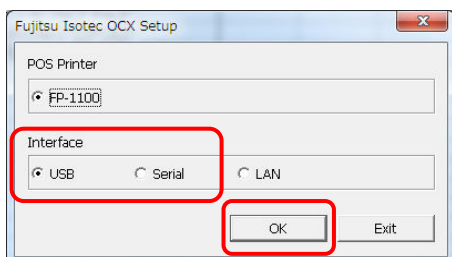 Fujitsu Isotec OCX Setup
POS Printer
FP-1100
Interface
USB Serial LAN
OK Exit